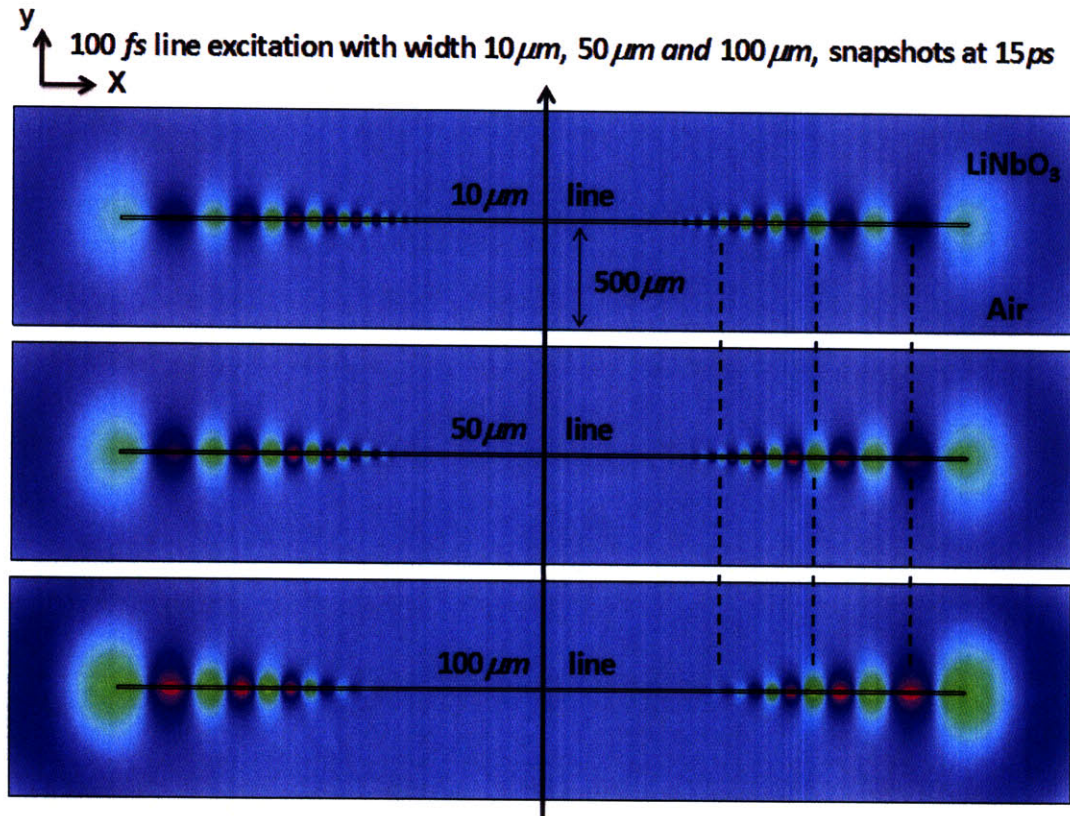 y
100 fs line excitation with width 10μm, 50μm and 100μm, snapshots at 15ps
X
LiNbO₃
10μm line
500μm
Air
50μm line
100μm line